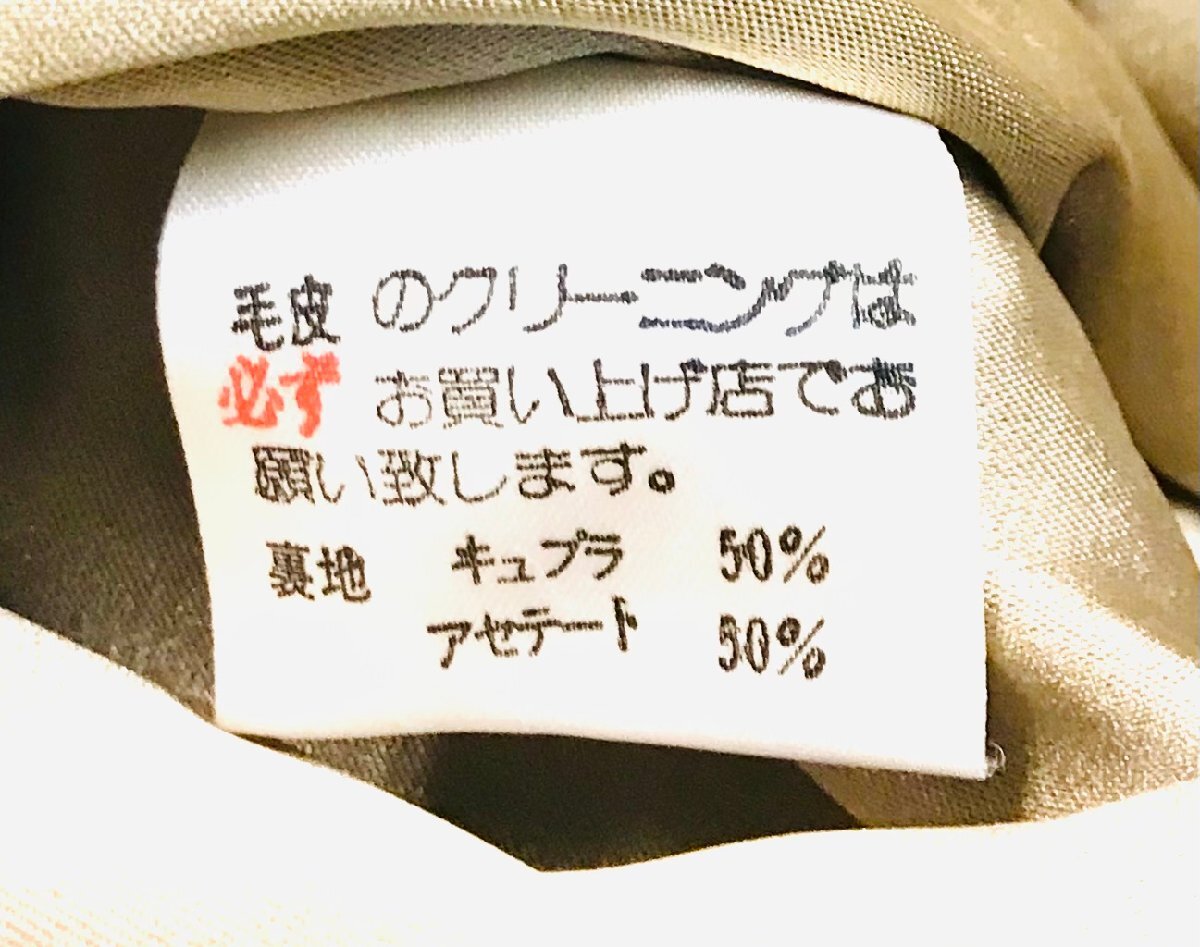 毛皮のクリーニングは
必ずお買い上げ店でお
願い致します。
裏地 キュプラ 50%
アセテート 50%